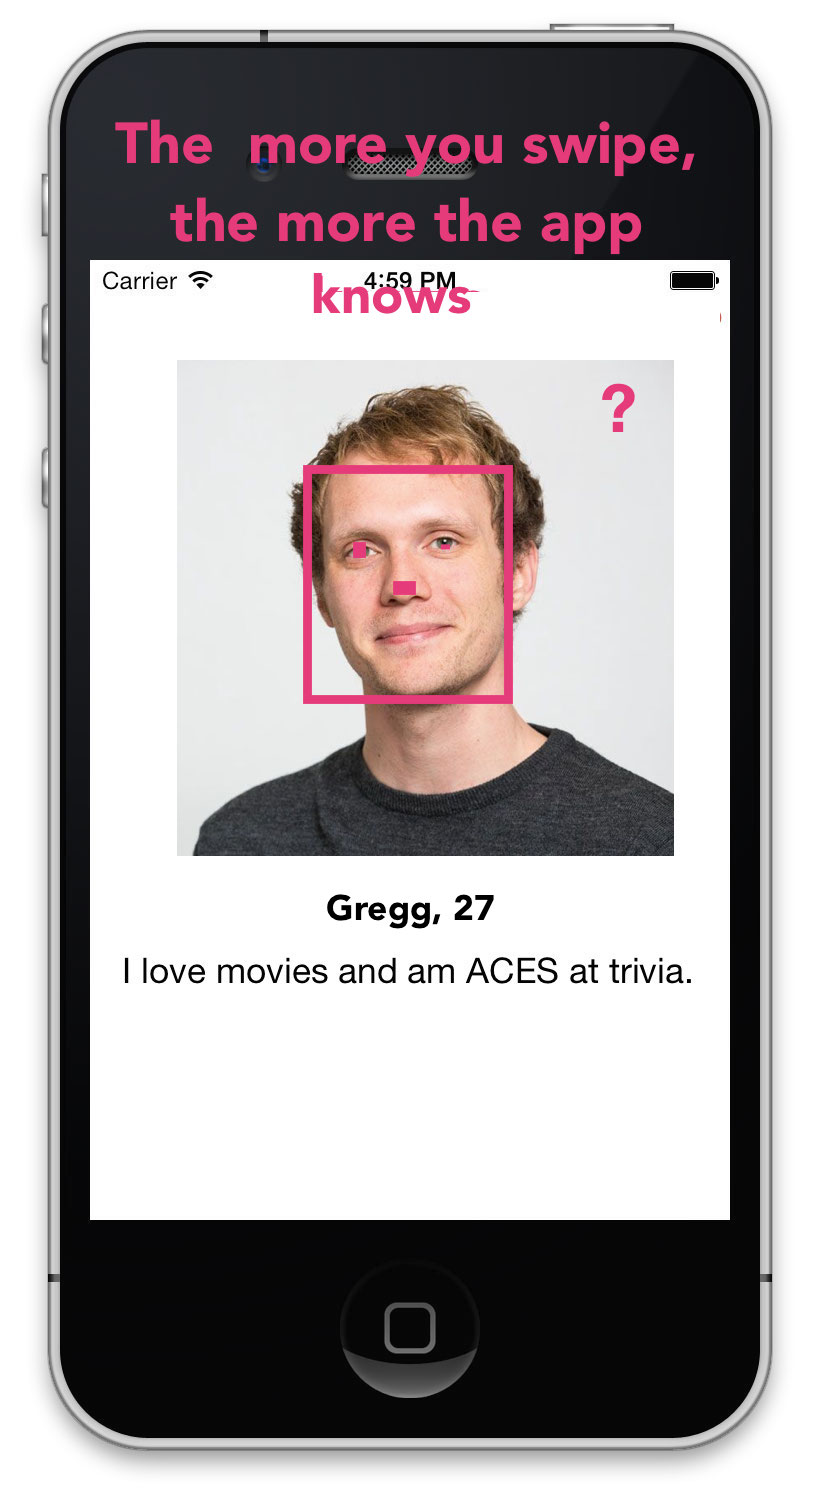 The more you swipe,
the more the app
knows
Carrier 4:59 PM
?
Gregg, 27
I love movies and am ACES at trivia.